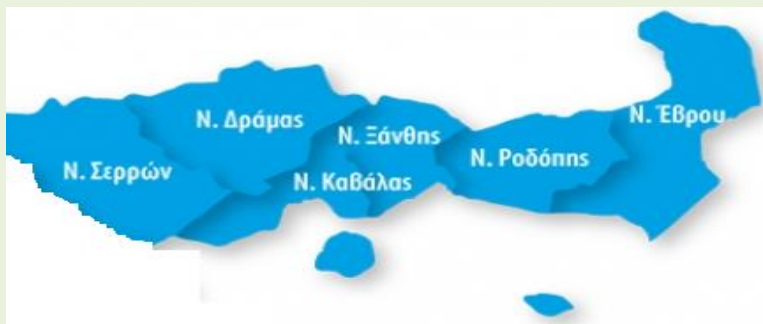 Ν. Δράμας
Ν. Ξάνθης
Ν. Έβρου
Ν. Σερρών
Ν. Καβάλας
Ν. Ροδόπης